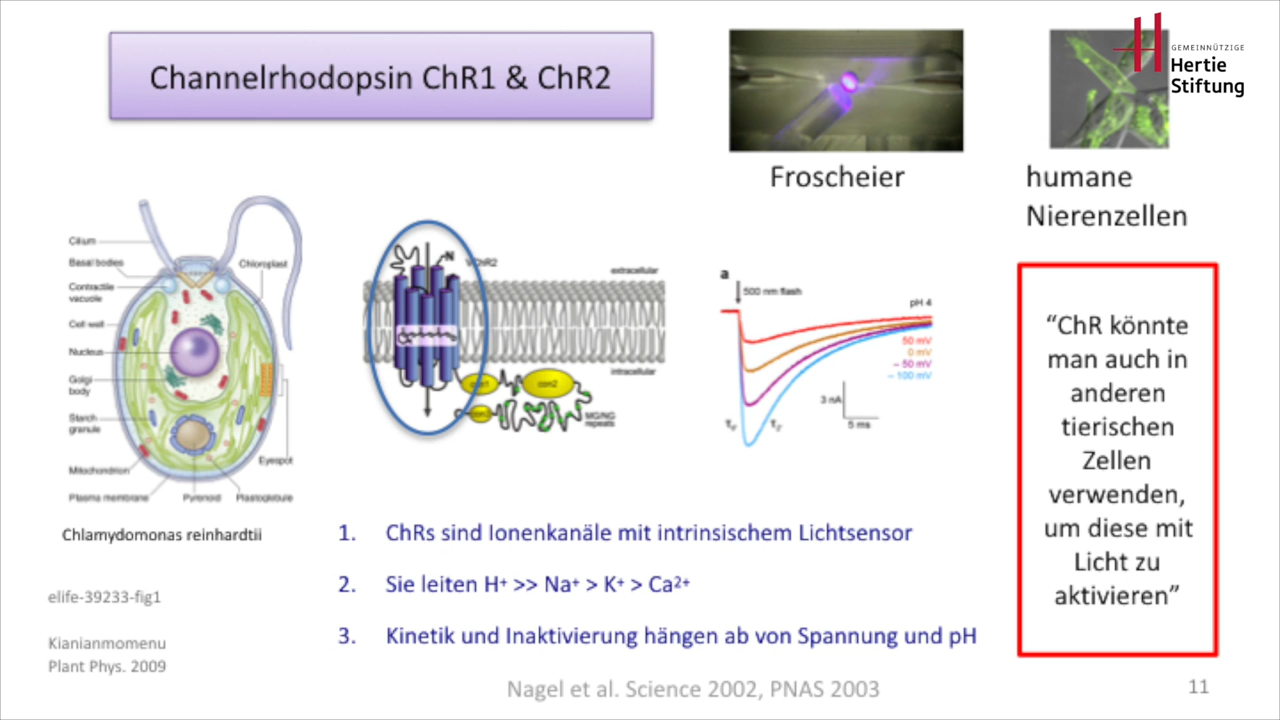 Channelrhodopsin ChR1 & ChR2
GEMEINNÜTZIGE
Hertie
Stiftung
Froscheier
humane
Nierenzellen
Cilium
Basal bodies
Contractile
vacuole
Cell wall
Nucleus
Golgi
body
Starch
granule
Mitochondrion
Plasma membrane
Pyrenoid
Plastoglobule
Eyespot
Chloroplast
Chlamydomonas reinhardtii
N
extracellular
intracellular
con1
con2
MG/NG
repeats
a
500 nm flash
pH 4
50 mV
0 mV
– 50 mV
– 100 mV
3 nA
5 ms
“ChR könnte
man auch in
anderen
tierischen
Zellen
verwenden,
um diese mit
Licht zu
aktivieren”
1. ChRs sind Ionenkanäle mit intrinsischem Lichtsensor
2. Sie leiten H⁺ >> Na⁺ > K⁺ > Ca²⁺
3. Kinetik und Inaktivierung hängen ab von Spannung und pH
elife-39233-fig1
Kianianmomenu
Plant Phys. 2009
Nagel et al. Science 2002, PNAS 2003
11